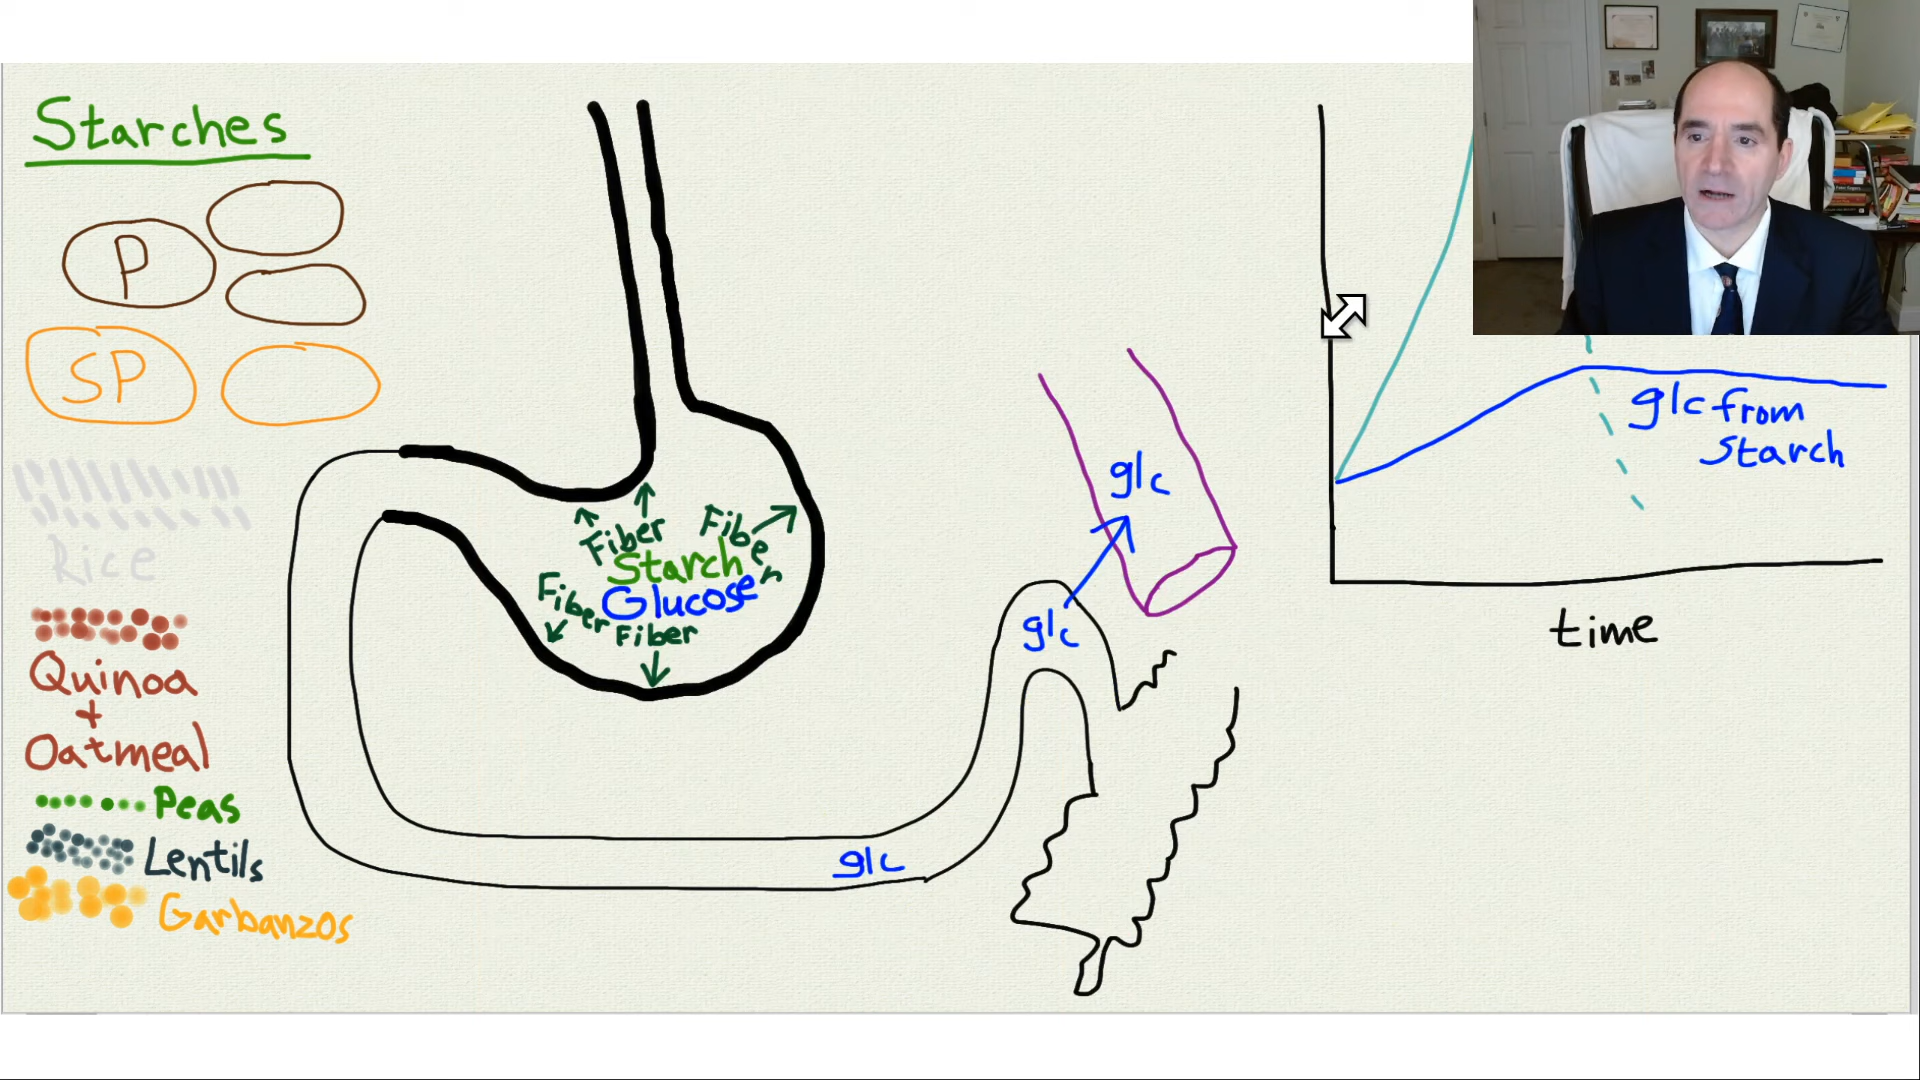 Starches
P
SP
Rice
Quinoa
+
Oatmeal
Peas
Lentils
Garbanzos
Fiber
Fiber
Starch
Glucose
Fiber
Fiber
glc
glc
glc
glc from
Starch
time